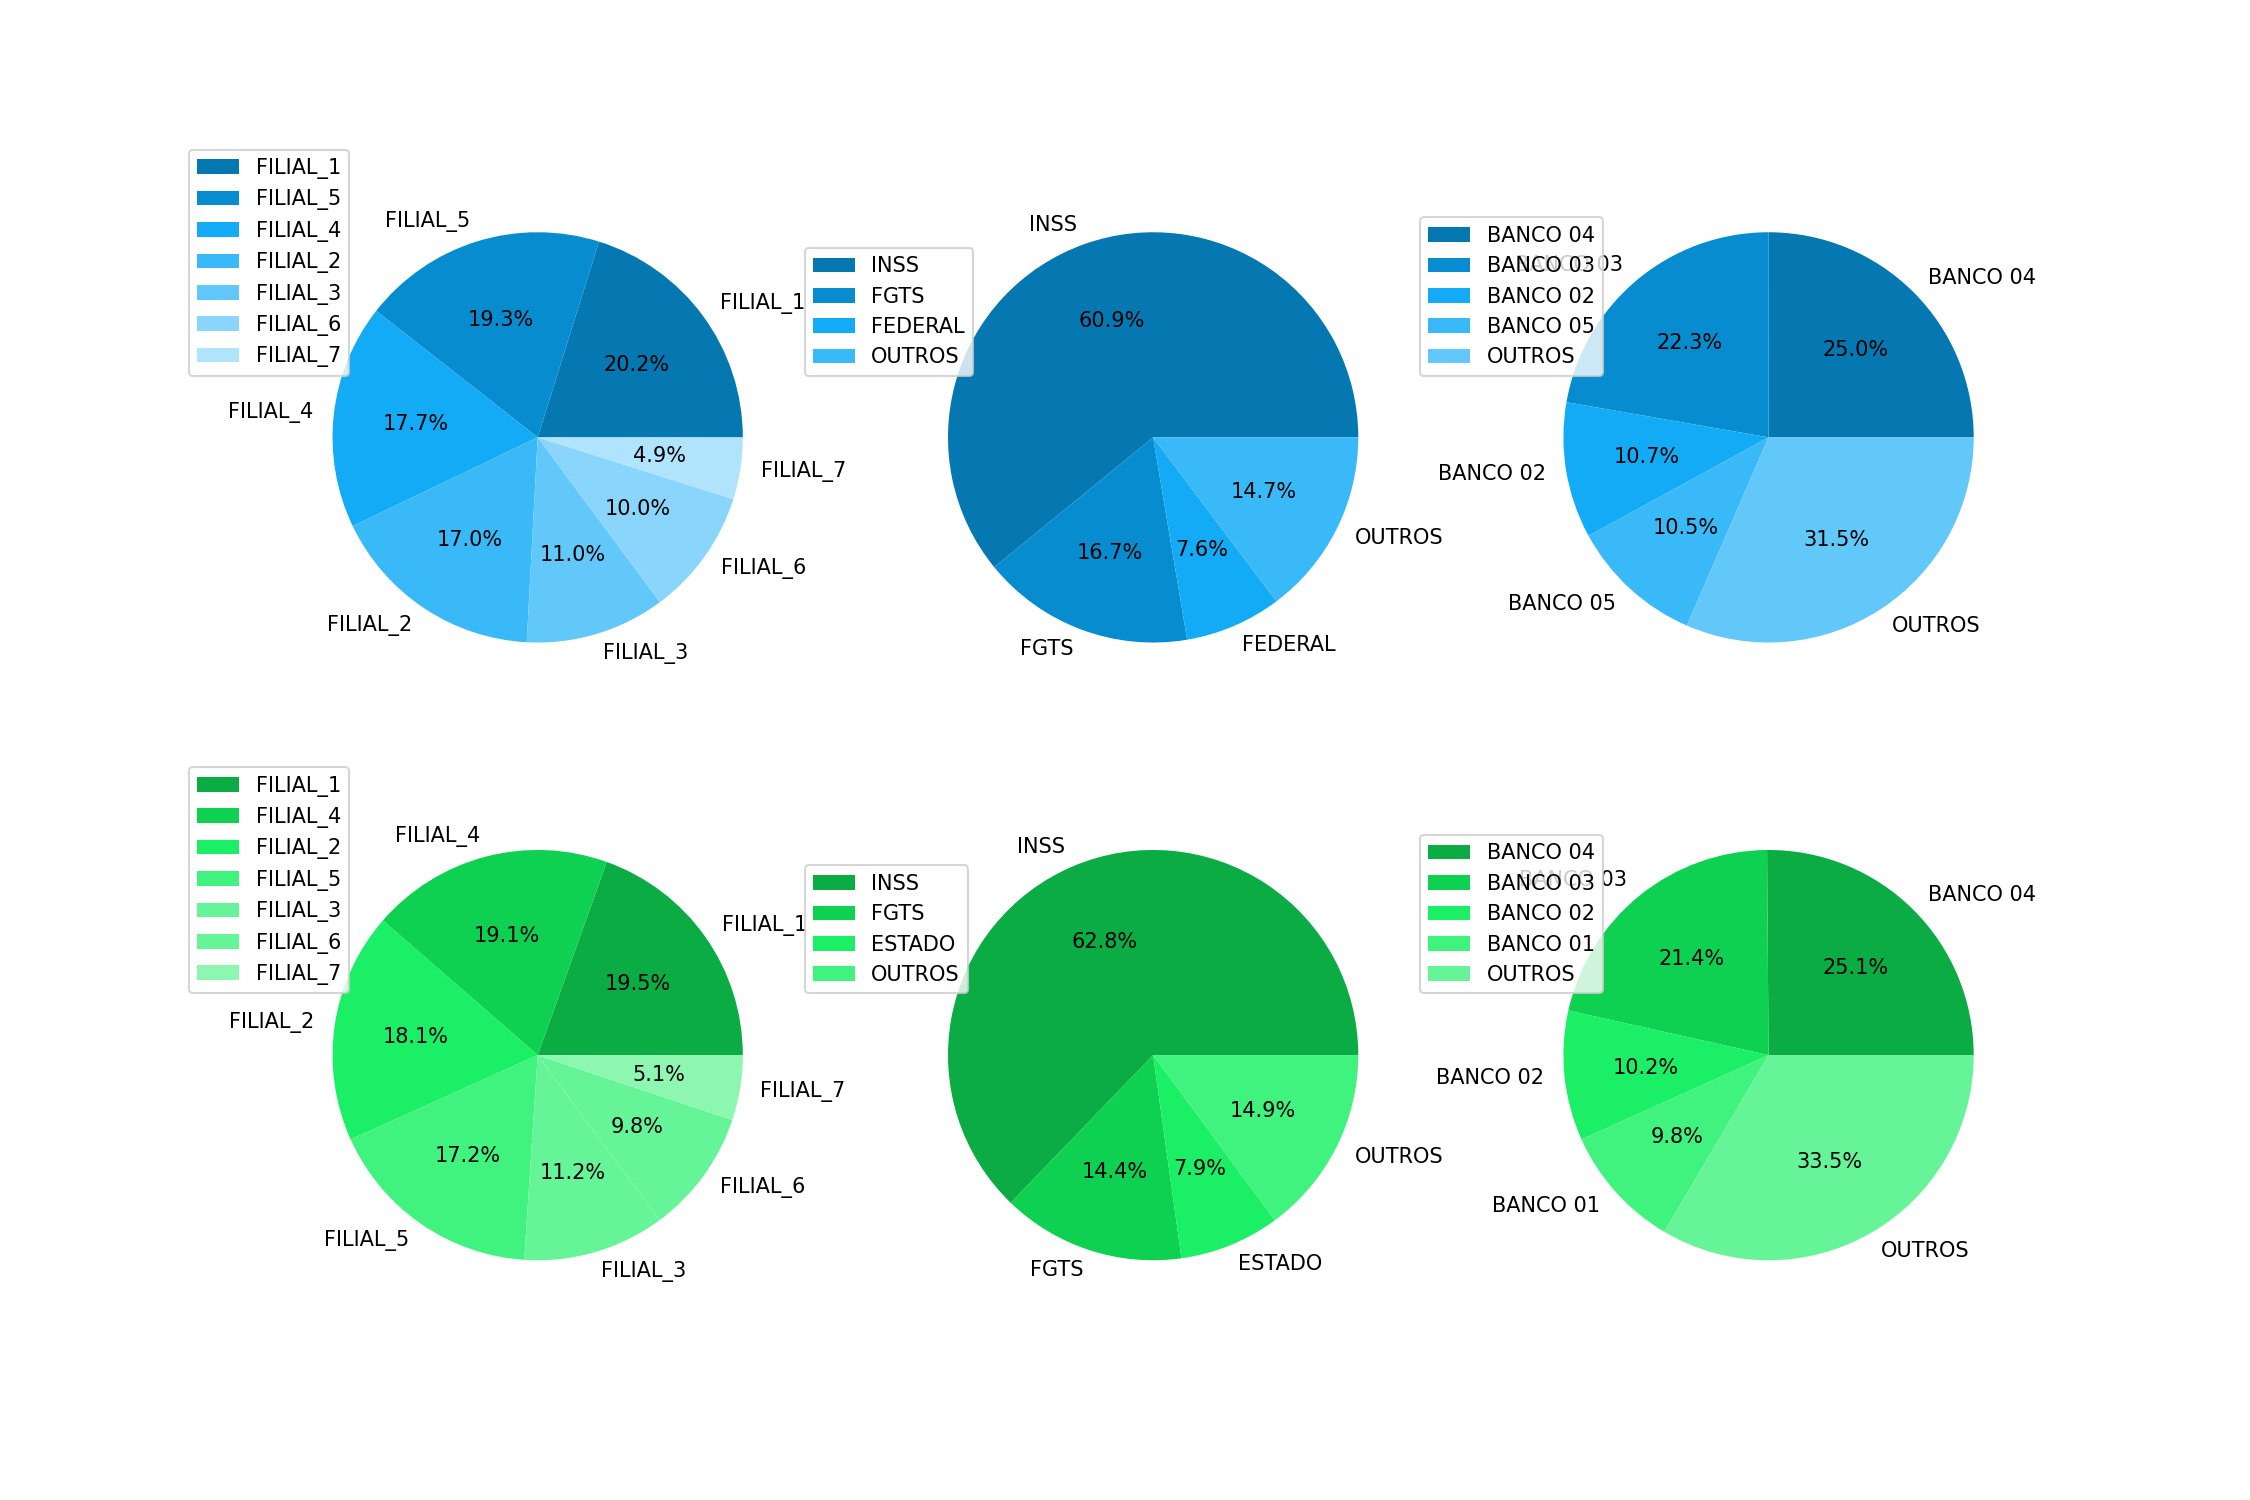 FILIAL_1
FILIAL_5
FILIAL_4
FILIAL_2
FILIAL_3
FILIAL_6
FILIAL_7
FILIAL_5
FILIAL_1
FILIAL_4
FILIAL_2
FILIAL_3
FILIAL_6
FILIAL_7
19.3%
20.2%
17.7%
17.0%
11.0%
10.0%
4.9%
INSS
FGTS
FEDERAL
OUTROS
INSS
FGTS
FEDERAL
OUTROS
60.9%
16.7%
7.6%
14.7%
BANCO 04
BANCO 03
BANCO 02
BANCO 05
OUTROS
BANCO 04
BANCO 03
BANCO 02
BANCO 05
OUTROS
25.0%
22.3%
10.7%
10.5%
31.5%
FILIAL_1
FILIAL_4
FILIAL_2
FILIAL_5
FILIAL_3
FILIAL_6
FILIAL_7
FILIAL_4
FILIAL_1
FILIAL_2
FILIAL_5
FILIAL_3
FILIAL_6
FILIAL_7
19.1%
19.5%
18.1%
17.2%
11.2%
9.8%
5.1%
INSS
FGTS
ESTADO
OUTROS
INSS
FGTS
ESTADO
OUTROS
62.8%
14.4%
7.9%
14.9%
BANCO 04
BANCO 03
BANCO 02
BANCO 01
OUTROS
BANCO 04
BANCO 03
BANCO 02
BANCO 01
OUTROS
25.1%
21.4%
10.2%
9.8%
33.5%